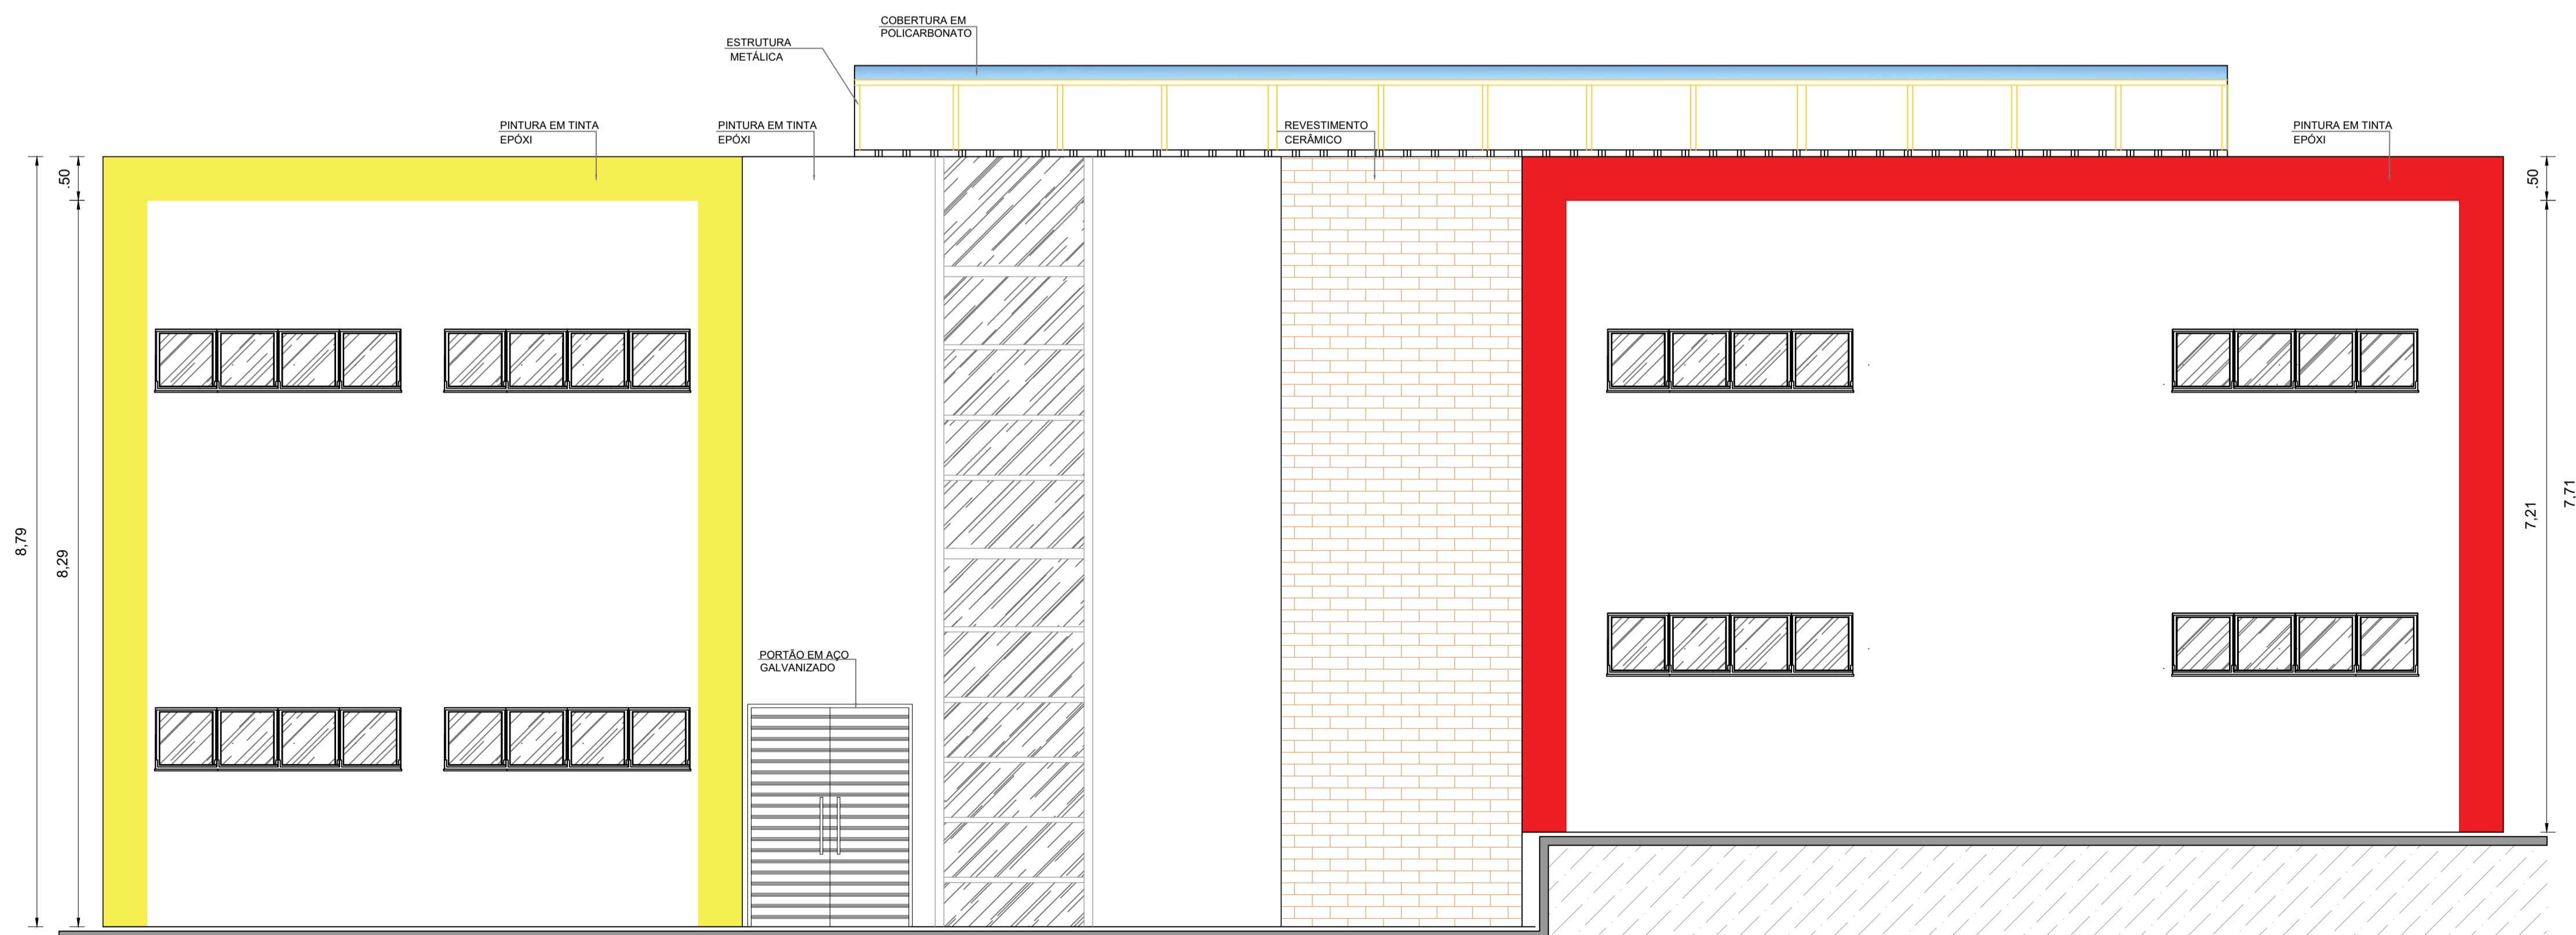 COBERTURA EM
POLICARBONATO
ESTRUTURA
METÁLICA
PINTURA EM TINTA
EPÓXI
PINTURA EM TINTA
EPÓXI
REVESTIMENTO
CERÂMICO
PINTURA EM TINTA
EPÓXI
.50
.50
8,79
8,29
7,21
7,71
PORTÃO EM AÇO
GALVANIZADO